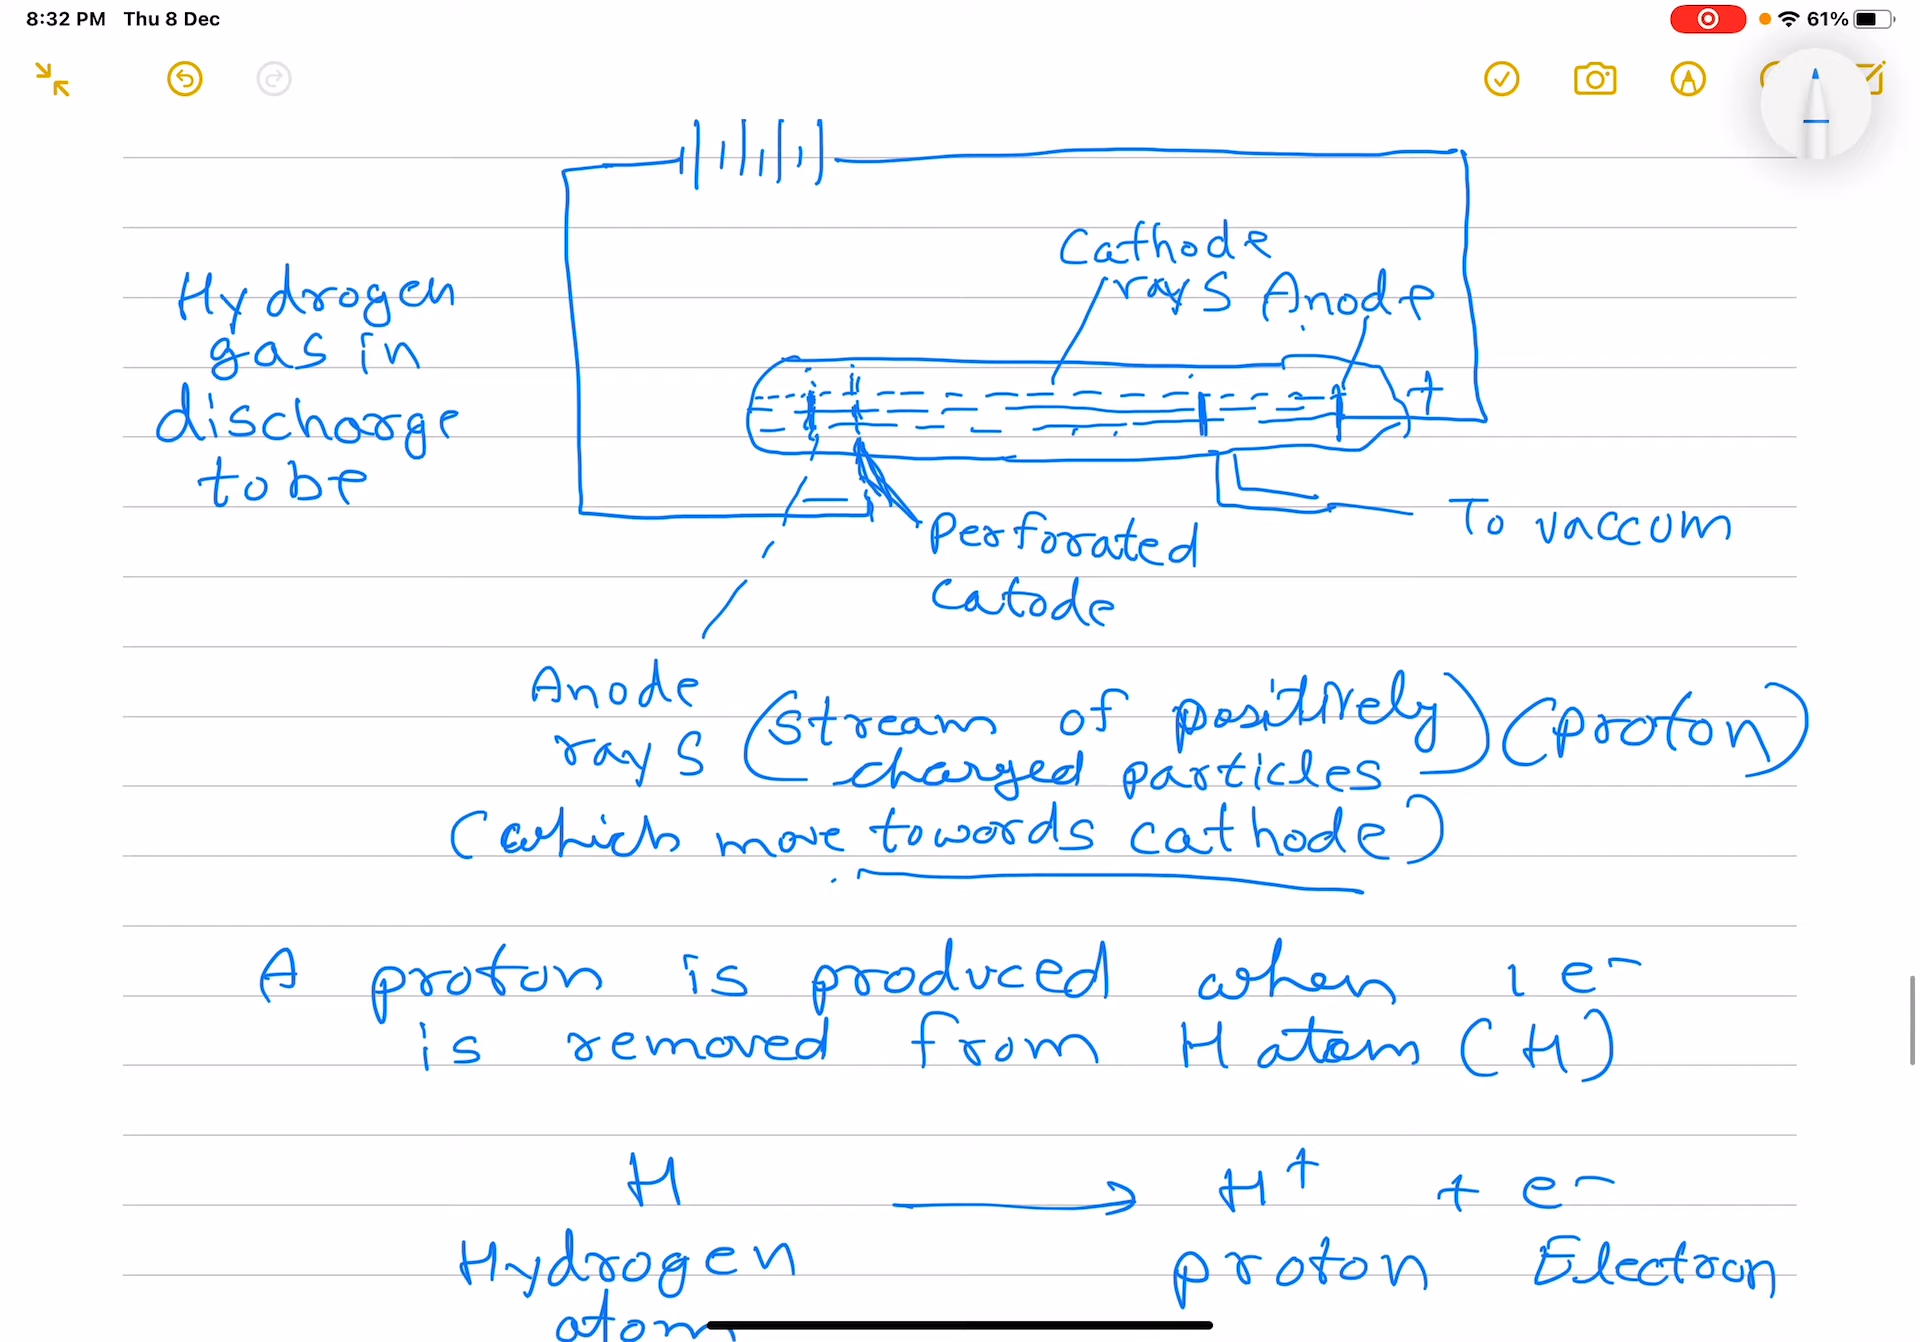 8:32 PM Thu 8 Dec
61%
Cathode
rays Anode
Hydrogen
gas in
discharge
tobe
+
−
To vaccum
Perforated
Catode
Anode
rays (stream of positively) (proton)
charged particles
(which move towords cathode)
A proton is produced when 1 e−
is removed from H atom (H)
H → H+ + e−
Hydrogen proton Electron
atom